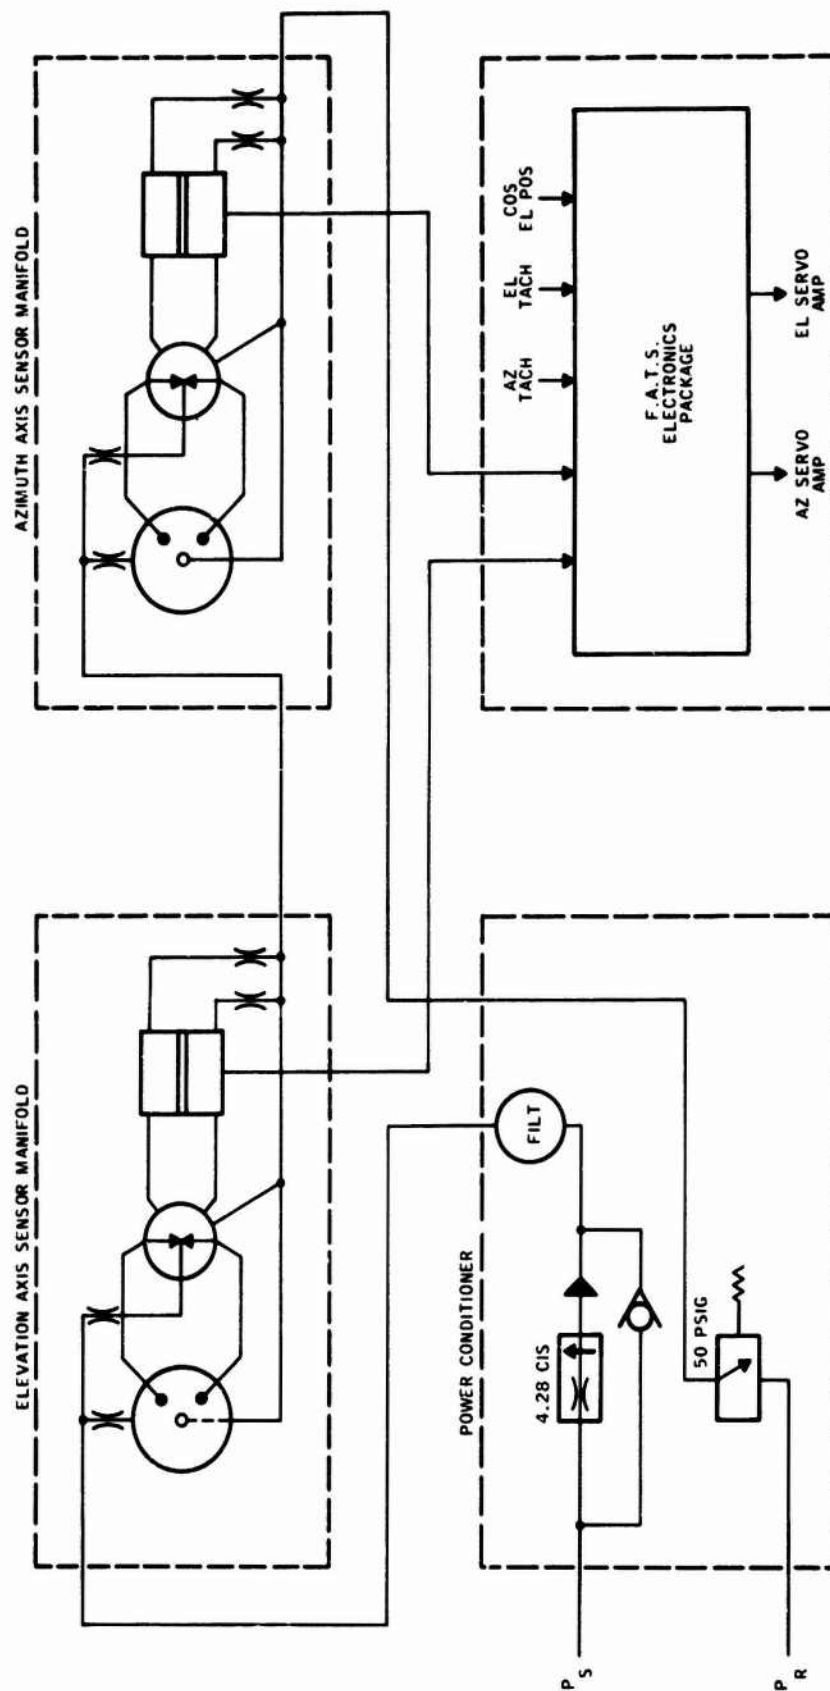 ELEVATION AXIS SENSOR MANIFOLD
AZIMUTH AXIS SENSOR MANIFOLD
POWER CONDITIONER
FILT
4.28 CIS
50 PSIG
P S
P R
AZ
TACH
EL
TACH
COS
EL POS
F.A.T.S.
ELECTRONICS
PACKAGE
AZ SERVO
AMP
EL SERVO
AMP